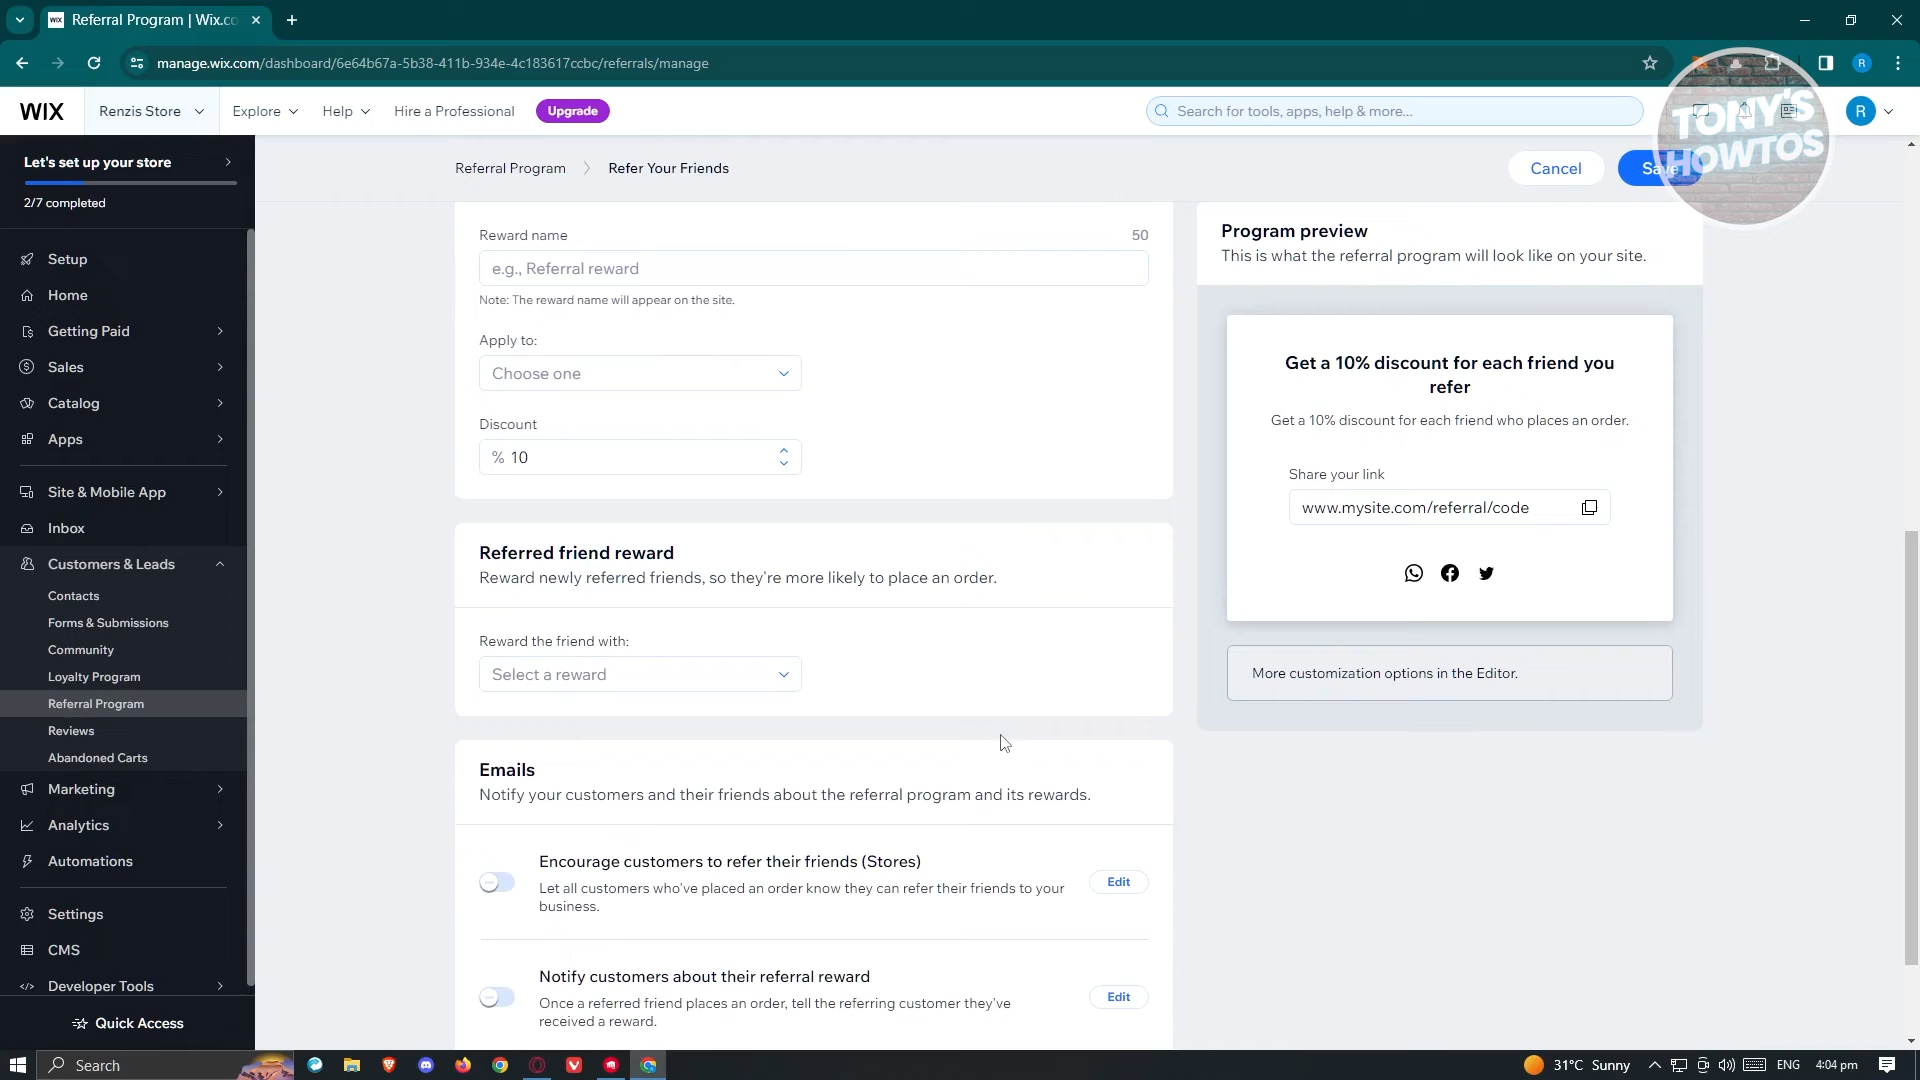 WIX Referral Program | Wix.co
manage.wix.com/dashboard/6e64b67a-5b38-411b-934e-4c183617ccbc/referrals/manage
R
WIX
Renzis Store
Explore
Help
Hire a Professional
Upgrade
Search for tools, apps, help & more...
R
TONY'S
HOWTOS
Let's set up your store
2/7 completed
Setup
Home
Getting Paid
Sales
Catalog
Apps
Site & Mobile App
Inbox
Customers & Leads
Contacts
Forms & Submissions
Community
Loyalty Program
Referral Program
Reviews
Abandoned Carts
Marketing
Analytics
Automations
Settings
CMS
Developer Tools
Quick Access
Referral Program
Refer Your Friends
Cancel
Save
Reward name
50
e.g., Referral reward
Note: The reward name will appear on the site.
Apply to:
Choose one
Discount
% 10
Referred friend reward
Reward newly referred friends, so they're more likely to place an order.
Reward the friend with:
Select a reward
Emails
Notify your customers and their friends about the referral program and its rewards.
Encourage customers to refer their friends (Stores)
Let all customers who've placed an order know they can refer their friends to your
business.
Edit
Notify customers about their referral reward
Once a referred friend places an order, tell the referring customer they've
received a reward.
Edit
Program preview
This is what the referral program will look like on your site.
Get a 10% discount for each friend you
refer
Get a 10% discount for each friend who places an order.
Share your link
www.mysite.com/referral/code
More customization options in the Editor.
Search
31°C Sunny
ENG
4:04 pm